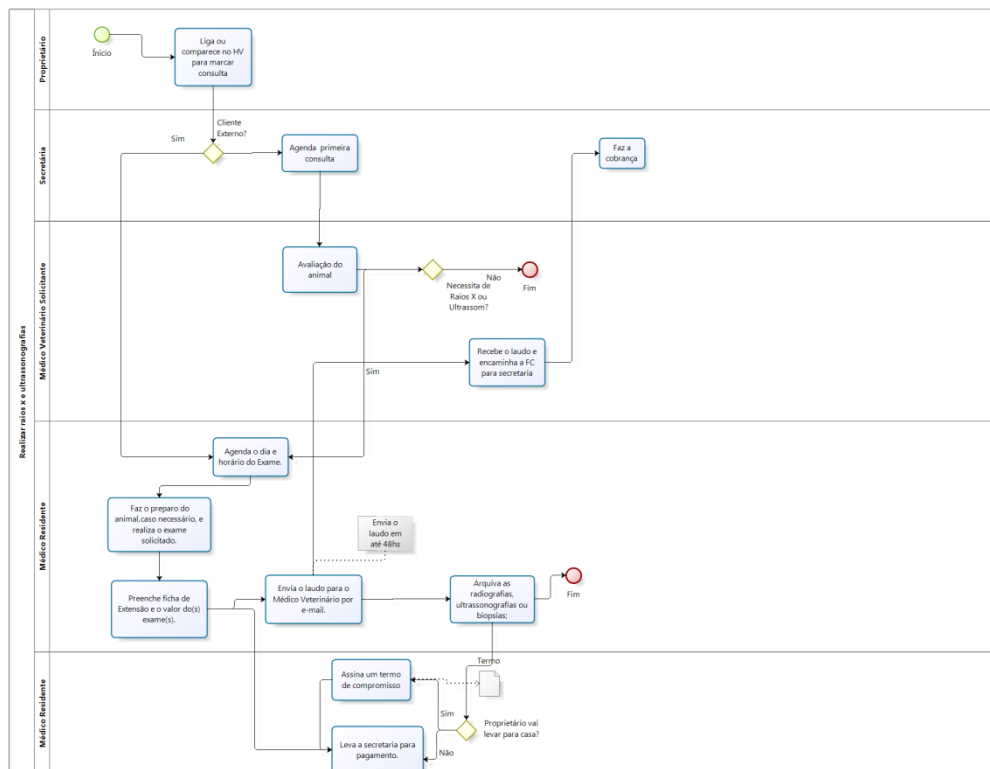 Realizar raios x e ultrassonografias
Proprietário
Ínicio
Liga ou
comparece no HV
para marcar
consulta
Secretária
Cliente
Externo?
Sim
Agenda primeira
consulta
Faz a
cobrança
Médico Veterinário Solicitante
Avaliação do
animal
Necessita de
Raios X ou
Ultrassom?
Não
Fim
Sim
Recebe o laudo e
encaminha a FC
para secretaria
Médico Residente
Agenda o dia e
horário do Exame.
Faz o preparo do
animal,caso necessário, e
realiza o exame
solicitado.
Envia o
laudo em
até 48hs
Preenche ficha de
Extensão e o valor do(s)
exame(s).
Envia o laudo para o
Médico Veterinário por
e-mail.
Arquiva as
radiografias,
ultrassonografias ou
biopsias;
Fim
Médico Residente
Assina um termo
de compromisso
Termo
Sim
Proprietário vai
levar para casa?
Não
Leva a secretaria para
pagamento.